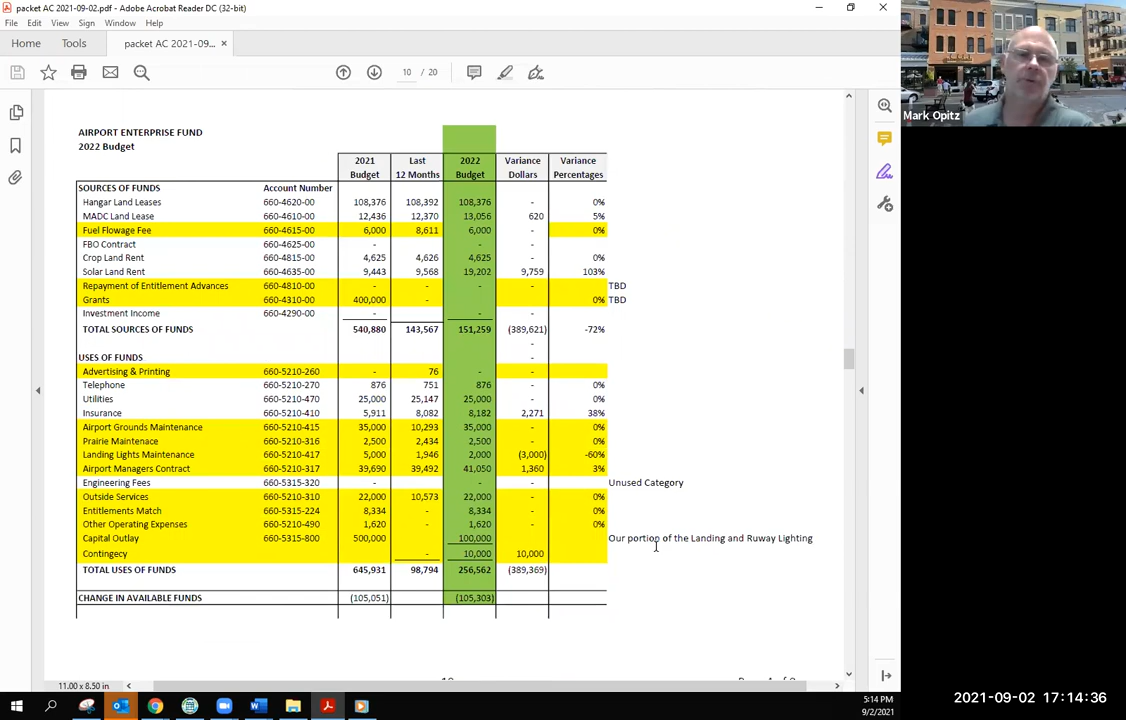 packet AC 2021-09-02.pdf - Adobe Acrobat Reader DC (32-bit)
File Edit View Sign Window Help
Home Tools packet AC 2021-09... ×
10 / 20
Mark Opitz
AIRPORT ENTERPRISE FUND
2022 Budget
2021 Last 2022 Variance Variance
Budget 12 Months Budget Dollars Percentages
SOURCES OF FUNDS Account Number
Hangar Land Leases 660-4620-00 108,376 108,392 108,376 - 0%
MADC Land Lease 660-4610-00 12,436 12,370 13,056 620 5%
Fuel Flowage Fee 660-4615-00 6,000 8,611 6,000 - 0%
FBO Contract 660-4625-00 - - - -
Crop Land Rent 660-4815-00 4,625 4,626 4,625 - 0%
Solar Land Rent 660-4635-00 9,443 9,568 19,202 9,759 103%
Repayment of Entitlement Advances 660-4810-00 - - - - TBD
Grants 660-4310-00 400,000 - - 0% TBD
Investment Income 660-4290-00 - - -
TOTAL SOURCES OF FUNDS 540,880 143,567 151,259 (389,621) -72%
-
USES OF FUNDS -
Advertising & Printing 660-5210-260 - 76 - -
Telephone 660-5210-270 876 751 876 - 0%
Utilities 660-5210-470 25,000 25,147 25,000 - 0%
Insurance 660-5210-410 5,911 8,082 8,182 2,271 38%
Airport Grounds Maintenance 660-5210-415 35,000 10,293 35,000 - 0%
Prairie Maintenace 660-5210-316 2,500 2,434 2,500 - 0%
Landing Lights Maintenance 660-5210-417 5,000 1,946 2,000 (3,000) -60%
Airport Managers Contract 660-5210-317 39,690 39,492 41,050 1,360 3%
Engineering Fees 660-5315-320 - - - - Unused Category
Outside Services 660-5210-310 22,000 10,573 22,000 - 0%
Entitlements Match 660-5315-224 8,334 - 8,334 - 0%
Other Operating Expenses 660-5210-490 1,620 - 1,620 - 0%
Capital Outlay 660-5315-800 500,000 100,000 Our portion of the Landing and Ruway Lighting
Contingecy - 10,000 10,000
TOTAL USES OF FUNDS 645,931 98,794 256,562 (389,369)
CHANGE IN AVAILABLE FUNDS (105,051) (105,303)
11.00 x 8.50 in
5:14 PM
9/2/2021
2021-09-02 17:14:36